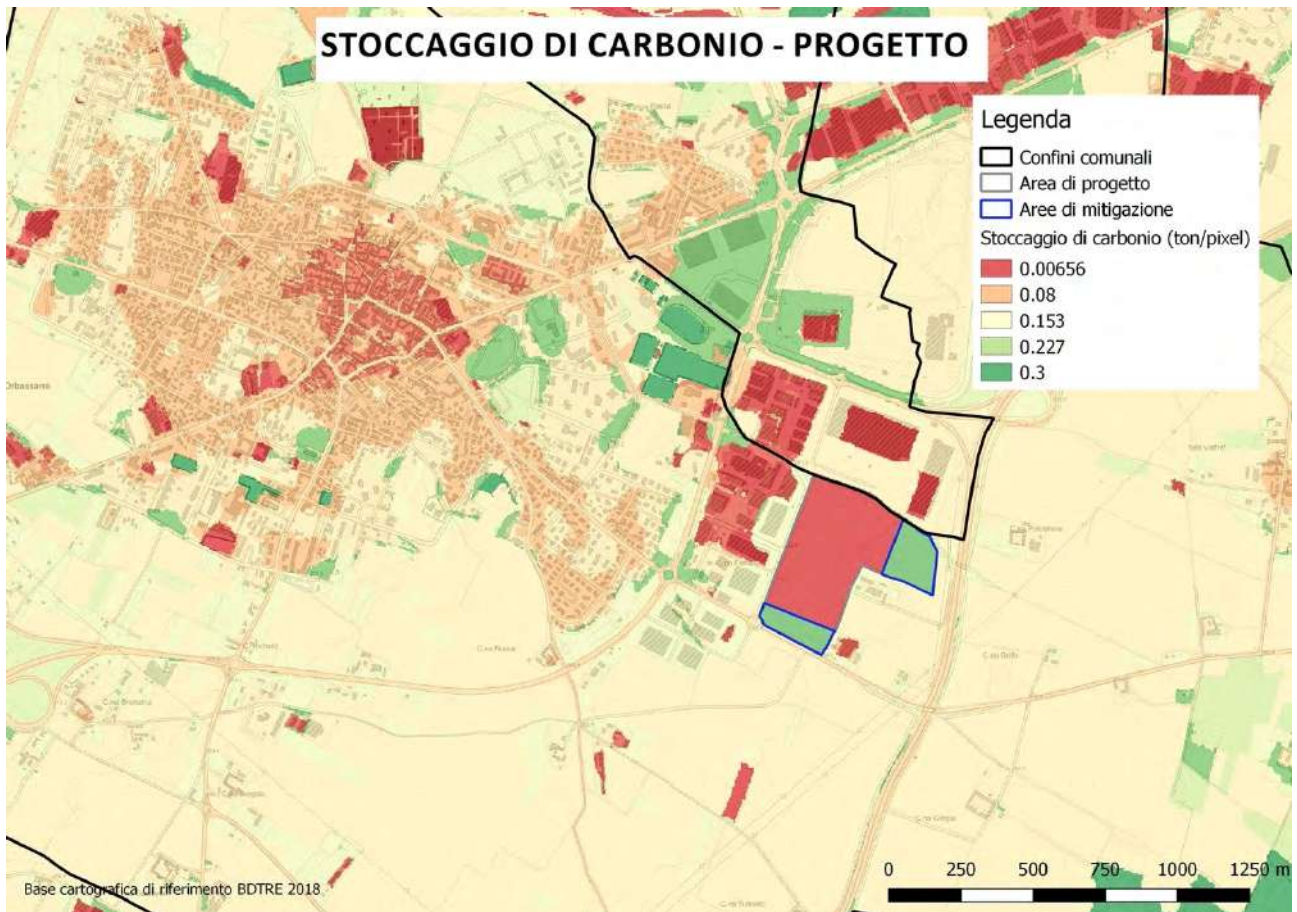 STOCCAGGIO DI CARBONIO - PROGETTO
Legenda
Confini comunali
Area di progetto
Aree di mitigazione
Stoccaggio di carbonio (ton/pixel)
0.00656
0.08
0.153
0.227
0.3
Orbassano
0 250 500 750 1000 1250 m
Base cartografica di riferimento BDTRE 2018